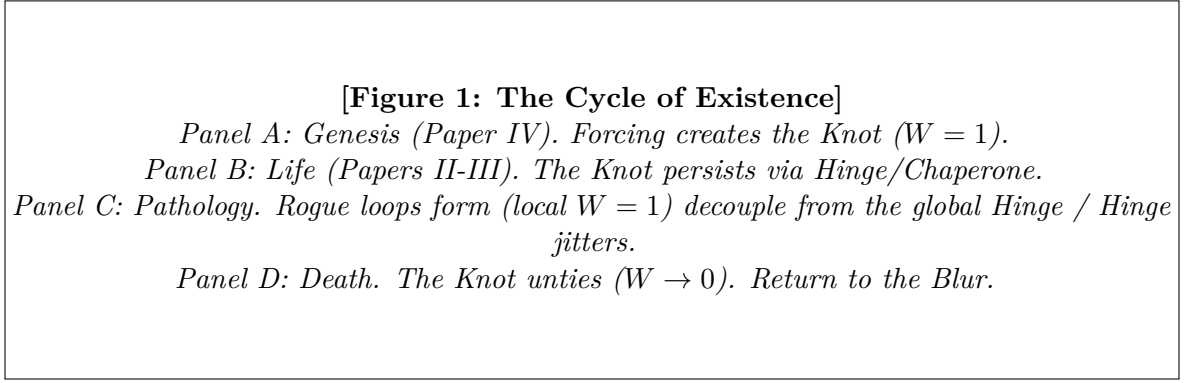 [Figure 1: The Cycle of Existence]
Panel A: Genesis (Paper IV). Forcing creates the Knot (W = 1).
Panel B: Life (Papers II-III). The Knot persists via Hinge/Chaperone.
Panel C: Pathology. Rogue loops form (local W = 1) decouple from the global Hinge / Hinge
jitters.
Panel D: Death. The Knot unties (W → 0). Return to the Blur.